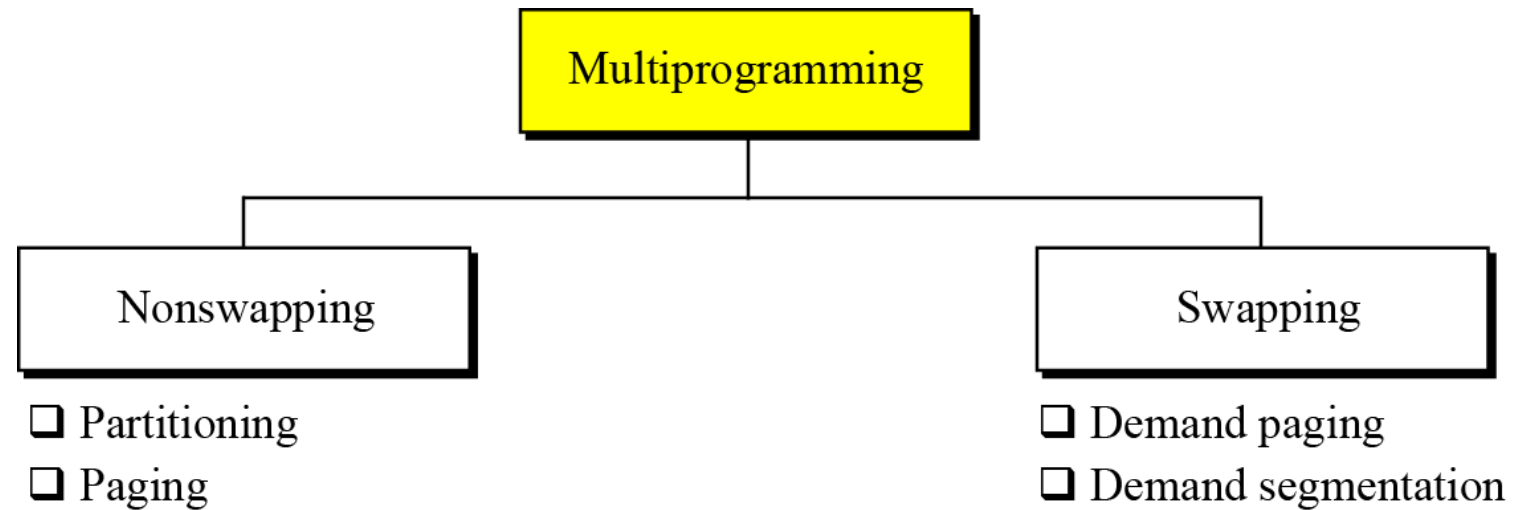 Multiprogramming
Nonswapping
Swapping
Partitioning
Paging
Demand paging
Demand segmentation